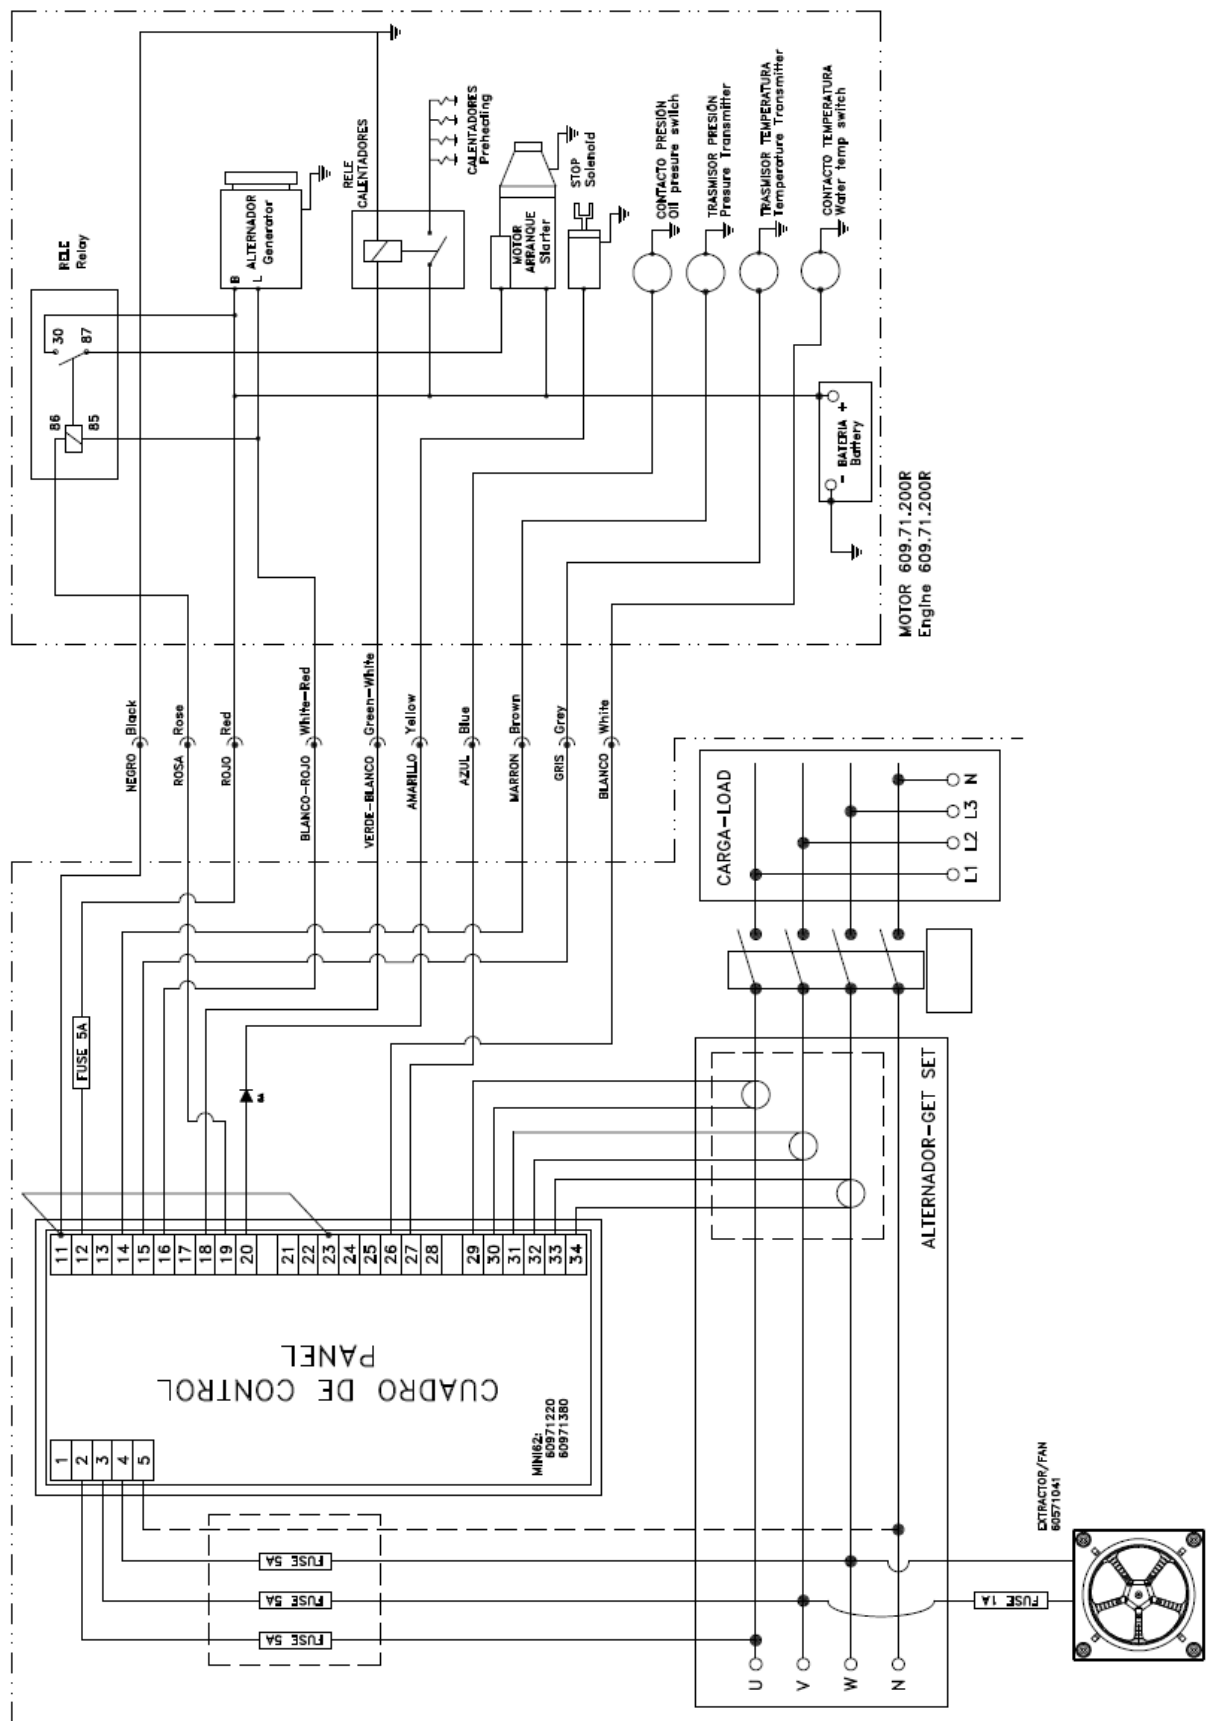 RELE
Relay
30
87
86
85
B
L
ALTERNADOR
Generator
RELE
CALENTADORES
CALENTADORES
Preheating
MOTOR
ARRANQUE
Starter
STOP
Solenoid
CONTACTO PRESIÓN
Oil presure switch
TRASMISOR PRESIÓN
Presure Transmitter
TRASMISOR TEMPERATURA
Temperature Transmitter
CONTACTO TEMPERATURA
Water temp switch
- BATERIA +
Battery
MOTOR 609.71.200R
Engine 609.71.200R
NEGRO Black
ROSA Rose
ROJO Red
BLANCO-ROJO White-Red
VERDE-BLANCO Green-White
AMARILLO Yellow
AZUL Blue
MARRON Brown
GRIS Grey
BLANCO White
CARGA-LOAD
L1
L2
L3
N
FUSE 5A
ALTERNADOR-GET SET
11
12
13
14
15
16
17
18
19
20
21
22
23
24
25
26
27
28
29
30
31
32
33
34
CUADRO DE CONTROL
PANEL
MINI62:
60971220
60971380
1
2
3
4
5
FUSE 5A
FUSE 5A
FUSE 5A
U
V
W
N
FUSE 1A
EXTRACTOR/FAN
60571041